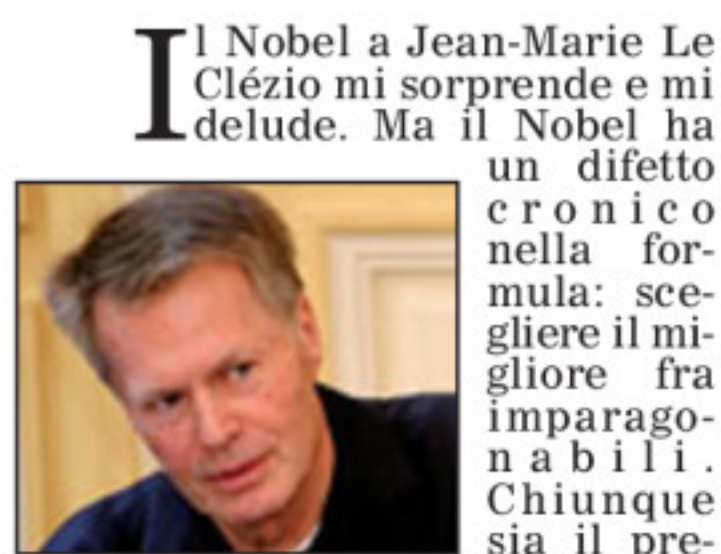 Il Nobel a Jean-Marie Le
Clézio mi sorprende e mi
delude. Ma il Nobel ha
un difetto
cronico
nella for-
mula: sce-
gliere il mi-
gliore fra
imparago-
nabili.
Chiunque
sia il pre-